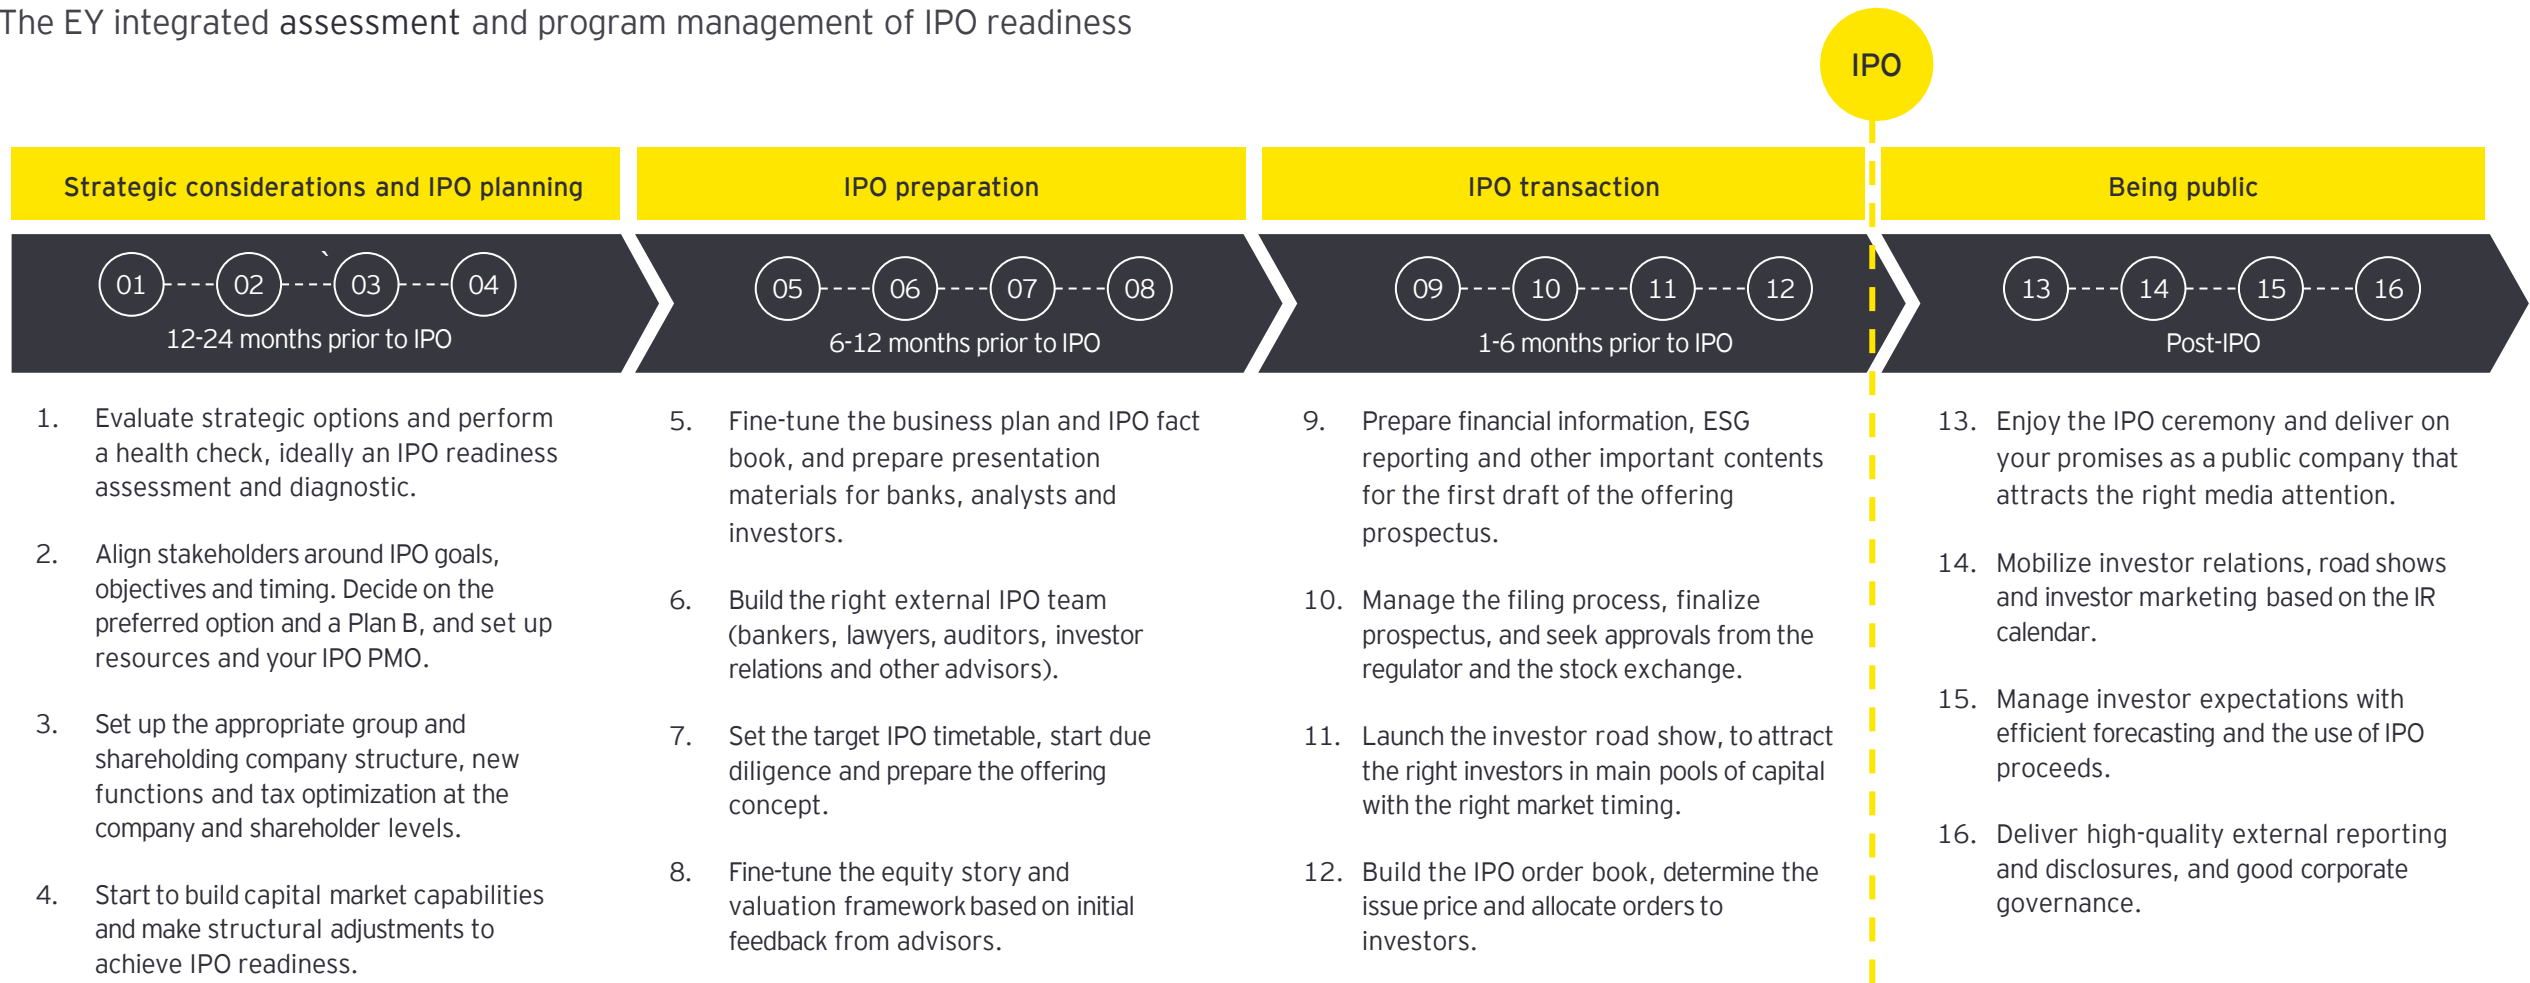 The EY integrated assessment and program management of IPO readiness
IPO
Strategic considerations and IPO planning
01
02
`
03
04
12-24 months prior to IPO
1. Evaluate strategic options and perform
a health check, ideally an IPO readiness
assessment and diagnostic.
2. Align stakeholders around IPO goals,
objectives and timing. Decide on the
preferred option and a Plan B, and set up
resources and your IPO PMO.
3. Set up the appropriate group and
shareholding company structure, new
functions and tax optimization at the
company and shareholder levels.
4. Start to build capital market capabilities
and make structural adjustments to
achieve IPO readiness.
IPO preparation
05
06
07
08
6-12 months prior to IPO
5. Fine-tune the business plan and IPO fact
book, and prepare presentation
materials for banks, analysts and
investors.
6. Build the right external IPO team
(bankers, lawyers, auditors, investor
relations and other advisors).
7. Set the target IPO timetable, start due
diligence and prepare the offering
concept.
8. Fine-tune the equity story and
valuation framework based on initial
feedback from advisors.
IPO transaction
09
10
11
12
1-6 months prior to IPO
9. Prepare financial information, ESG
reporting and other important contents
for the first draft of the offering
prospectus.
10. Manage the filing process, finalize
prospectus, and seek approvals from the
regulator and the stock exchange.
11. Launch the investor road show, to attract
the right investors in main pools of capital
with the right market timing.
12. Build the IPO order book, determine the
issue price and allocate orders to
investors.
Being public
13
14
15
16
Post-IPO
13. Enjoy the IPO ceremony and deliver on
your promises as a public company that
attracts the right media attention.
14. Mobilize investor relations, road shows
and investor marketing based on the IR
calendar.
15. Manage investor expectations with
efficient forecasting and the use of IPO
proceeds.
16. Deliver high-quality external reporting
and disclosures, and good corporate
governance.